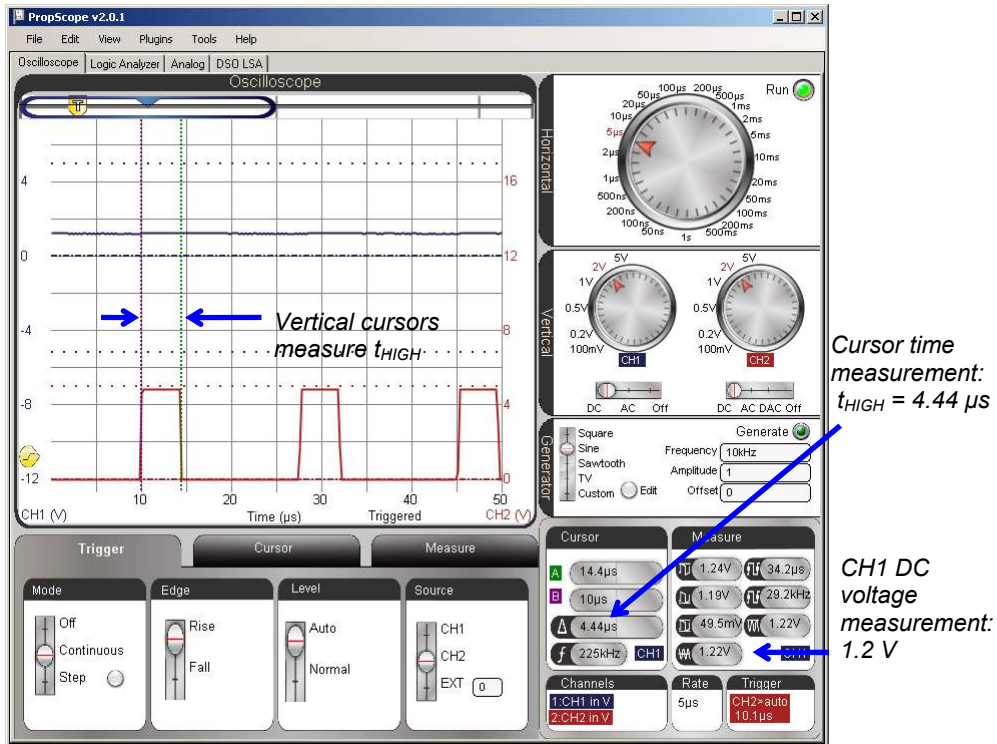 PropScope v2.0.1
File Edit View Plugins Tools Help
Oscilloscope Logic Analyzer Analog DSO LSA
Oscilloscope
T
4
0
-4
-8
-12
16
12
8
4
0
10 20 30 40 50
CH1 (V) Time (µs) Triggered CH2 (V)
Vertical cursors
measure tHIGH
Horizontal
Run
50ns
100ns
200ns
500ns
1µs
2µs
5µs
10µs
20µs
50µs
100µs
200µs
500µs
1ms
2ms
5ms
10ms
20ms
50ms
100ms
200ms
500ms
1s
Vertical
5V
2V
1V
0.5V
0.2V
100mV
CH1
DC AC Off
5V
2V
1V
0.5V
0.2V
100mV
CH2
DC AC DAC Off
Generator
Square
Sine
Sawtooth
TV
Custom Edit
Generate
Frequency 10kHz
Amplitude 1
Offset 0
Trigger Cursor Measure
Mode
Off
Continuous
Step
Edge
Rise
Fall
Level
Auto
Normal
Source
CH1
CH2
EXT 0
Cursor
A 14.4µs
B 10µs
Δ 4.44µs
f 225kHz CH1
Measure
1.24V 34.2µs
1.19V 29.2kHz
49.5mV 1.22V
1.22V CH1
Channels
1:CH1 in V
2:CH2 in V
Rate
5µs
Trigger
CH2>auto
10.1µs
Cursor time
measurement:
tHIGH = 4.44 µs
CH1 DC
voltage
measurement:
1.2 V